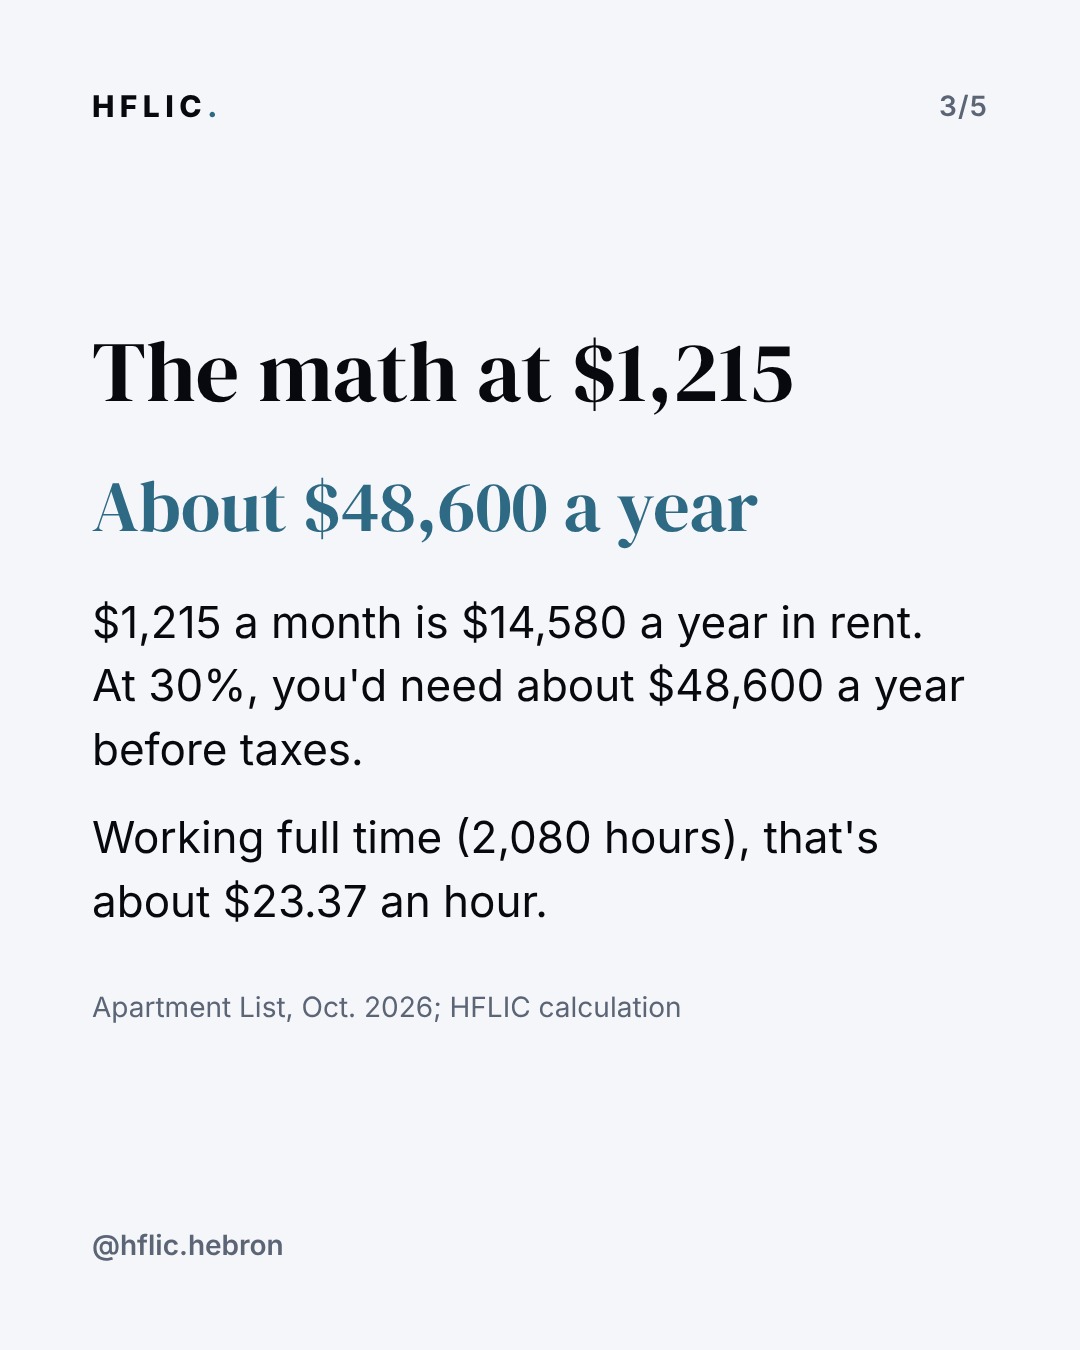 HFLIC.
3/5
The math at $1,215
About $48,600 a year
$1,215 a month is $14,580 a year in rent.
At 30%, you'd need about $48,600 a year
before taxes.
Working full time (2,080 hours), that's
about $23.37 an hour.
Apartment List, Oct. 2026; HFLIC calculation
@hflic.hebron